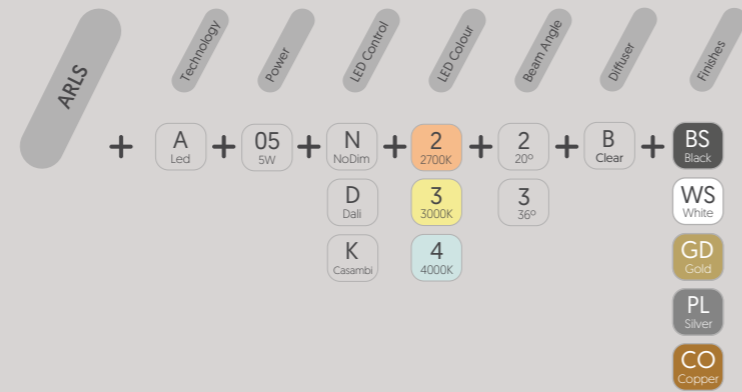 ARLS
Technology
Power
LED Control
LED Colour
Beam Angle
Diffuser
Finishes
+ A + 05 + N + 2 + 2 + B + BS
Led 5W NoDim 2700K 20º Clear Black
D 3 3 WS
Dali 3000K 36º White
K 4 GD
Casambi 4000K Gold
PL
Silver
CO
Copper